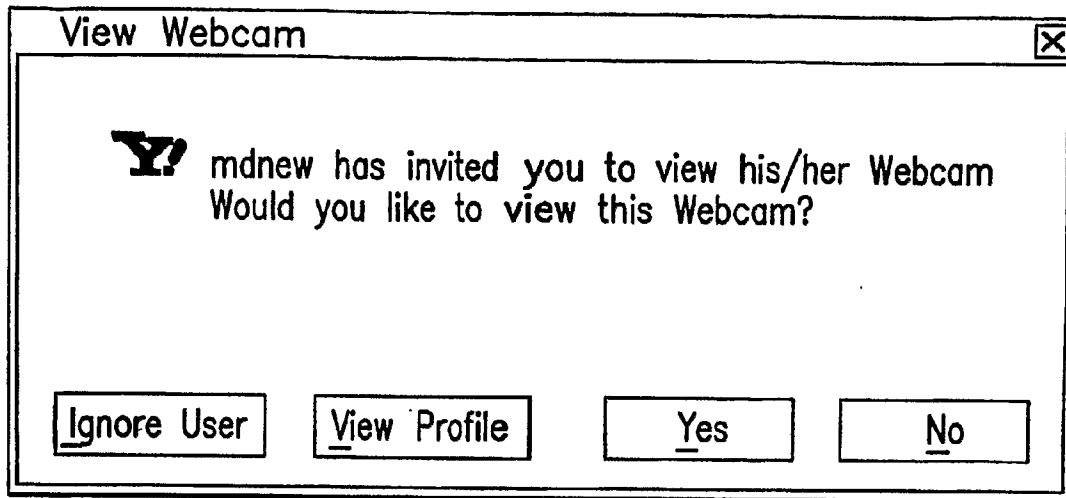 View Webcam
Y! mdnew has invited you to view his/her Webcam
Would you like to view this Webcam?
Ignore User View Profile Yes No